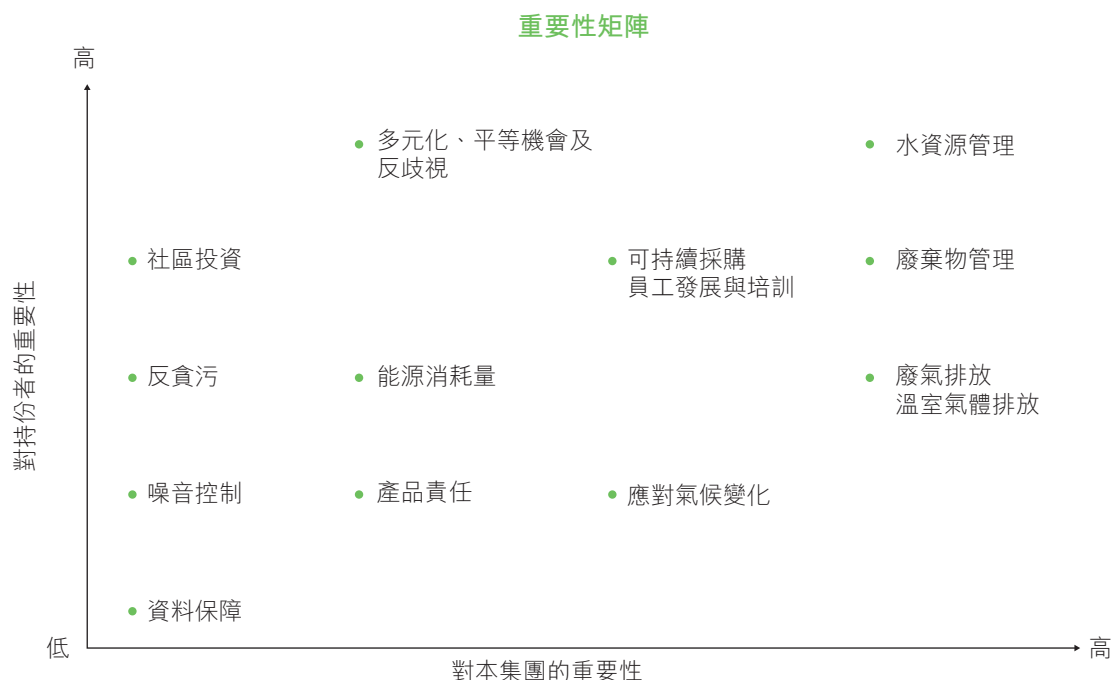 重要性矩陣
高
多元化、平等機會及
反歧視
水資源管理
社區投資
可持續採購
員工發展與培訓
廢棄物管理
對持份者的重要性
反貪污
能源消耗量
廢氣排放
溫室氣體排放
噪音控制
產品責任
應對氣候變化
資料保障
低
高
對本集團的重要性